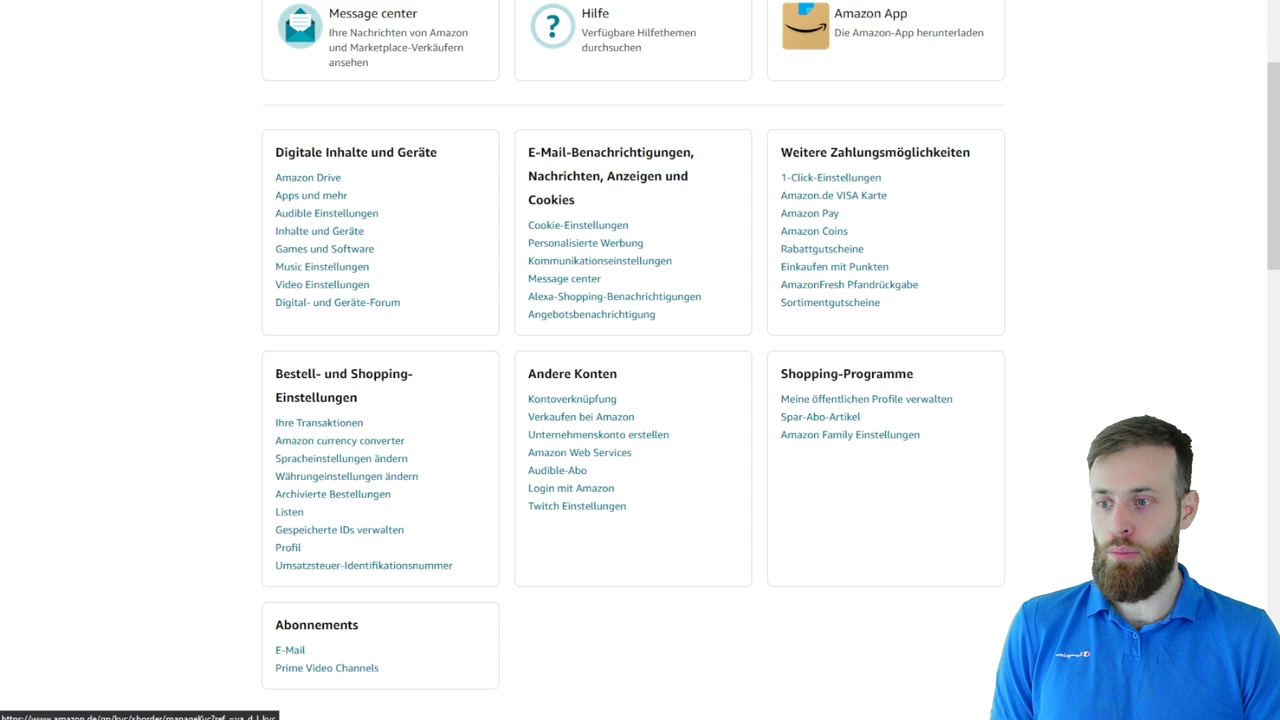 Message center
Ihre Nachrichten von Amazon
und Marketplace-Verkäufern
ansehen
Hilfe
Verfügbare Hilfethemen
durchsuchen
Amazon App
Die Amazon-App herunterladen
Digitale Inhalte und Geräte
Amazon Drive
Apps und mehr
Audible Einstellungen
Inhalte und Geräte
Games und Software
Music Einstellungen
Video Einstellungen
Digital- und Geräte-Forum
E-Mail-Benachrichtigungen,
Nachrichten, Anzeigen und
Cookies
Cookie-Einstellungen
Personalisierte Werbung
Kommunikationseinstellungen
Message center
Alexa-Shopping-Benachrichtigungen
Angebotsbenachrichtigung
Weitere Zahlungsmöglichkeiten
1-Click-Einstellungen
Amazon.de VISA Karte
Amazon Pay
Amazon Coins
Rabattgutscheine
Einkaufen mit Punkten
AmazonFresh Pfandrückgabe
Sortimentgutscheine
Bestell- und Shopping-
Einstellungen
Ihre Transaktionen
Amazon currency converter
Spracheinstellungen ändern
Währungeinstellungen ändern
Archivierte Bestellungen
Listen
Gespeicherte IDs verwalten
Profil
Umsatzsteuer-Identifikationsnummer
Andere Konten
Kontoverknüpfung
Verkaufen bei Amazon
Unternehmenskonto erstellen
Amazon Web Services
Audible-Abo
Login mit Amazon
Twitch Einstellungen
Shopping-Programme
Meine öffentlichen Profile verwalten
Spar-Abo-Artikel
Amazon Family Einstellungen
Abonnements
E-Mail
Prime Video Channels